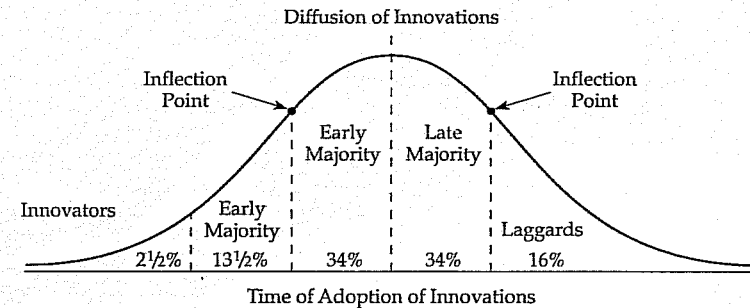 Diffusion of Innovations
Inflection
Point
Inflection
Point
Early
Majority
Late
Majority
Innovators
Early
Majority
Laggards
2½%
13½%
34%
34%
16%
Time of Adoption of Innovations